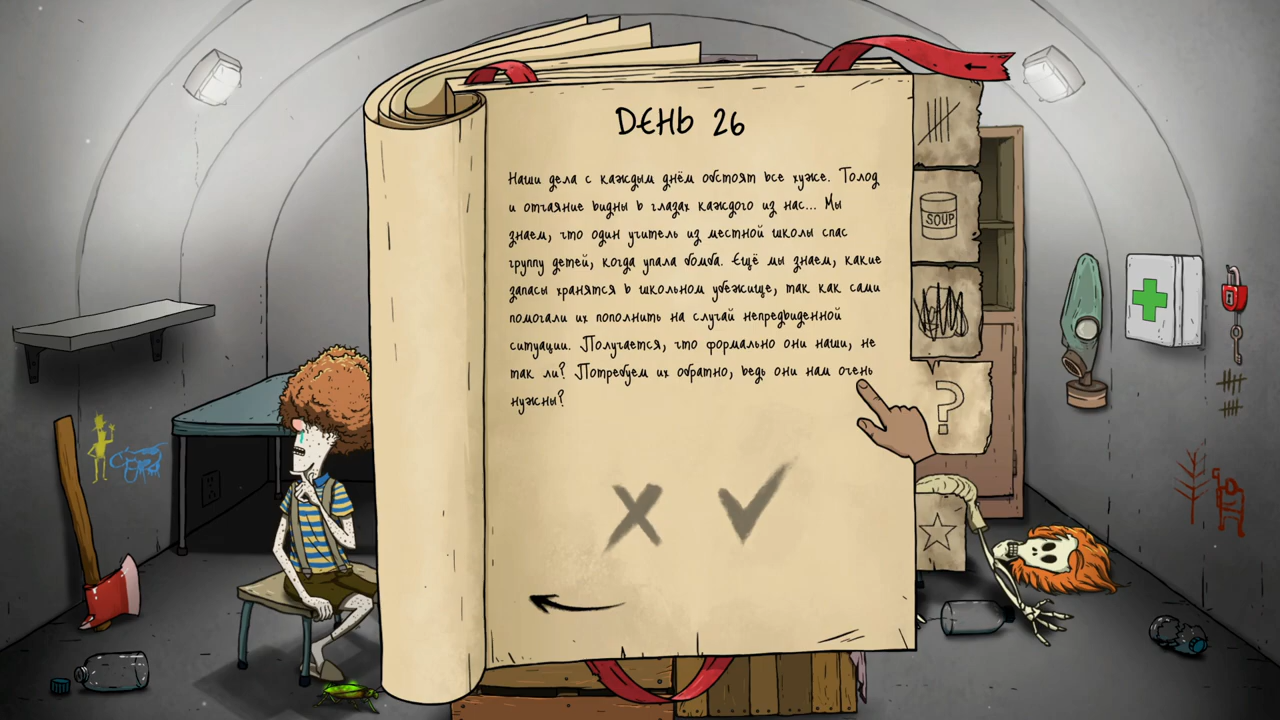 ДЕНЬ 26
Наши дела с каждым днём обстоят все хуже. Голод
и отчаяние видны в глазах каждого из нас... Мы
знаем, что один учитель из местной школы спас
группу детей, когда упала бомба. Ещё мы знаем, какие
запасы хранятся в школьном убежище, так как сами
помогали их пополнить на случай непредвиденной
ситуации. Получается, что формально они наши, не
так ли? Потребуем их обратно, ведь они нам очень
нужны?
SOUP
?